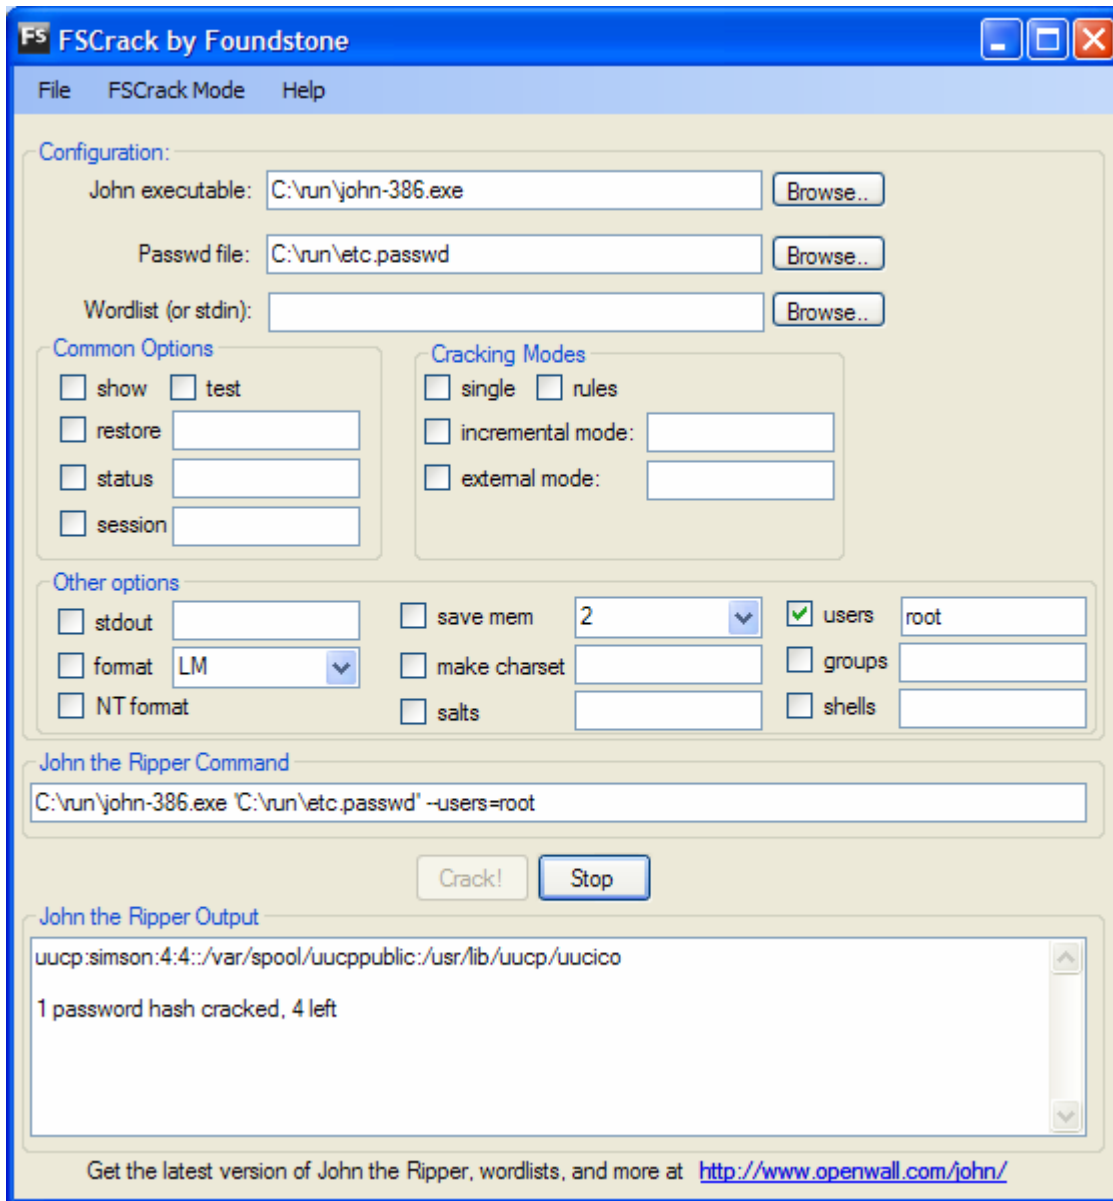 FS FSCrack by Foundstone
File FSCrack Mode Help
Configuration:
John executable: C:\run\john-386.exe Browse..
Passwd file: C:\run\etc.passwd Browse..
Wordlist (or stdin): Browse..
Common Options
show test
restore
status
session
Cracking Modes
single rules
incremental mode:
external mode:
Other options
stdout
format LM
NT format
save mem 2
make charset
salts
users root
groups
shells
John the Ripper Command
C:\run\john-386.exe "C:\run\etc.passwd" --users=root
Crack! Stop
John the Ripper Output
uucp:simson:4:4::/var/spool/uucppublic:/usr/lib/uucp/uucico
1 password hash cracked, 4 left
Get the latest version of John the Ripper, wordlists, and more at http://www.openwall.com/john/